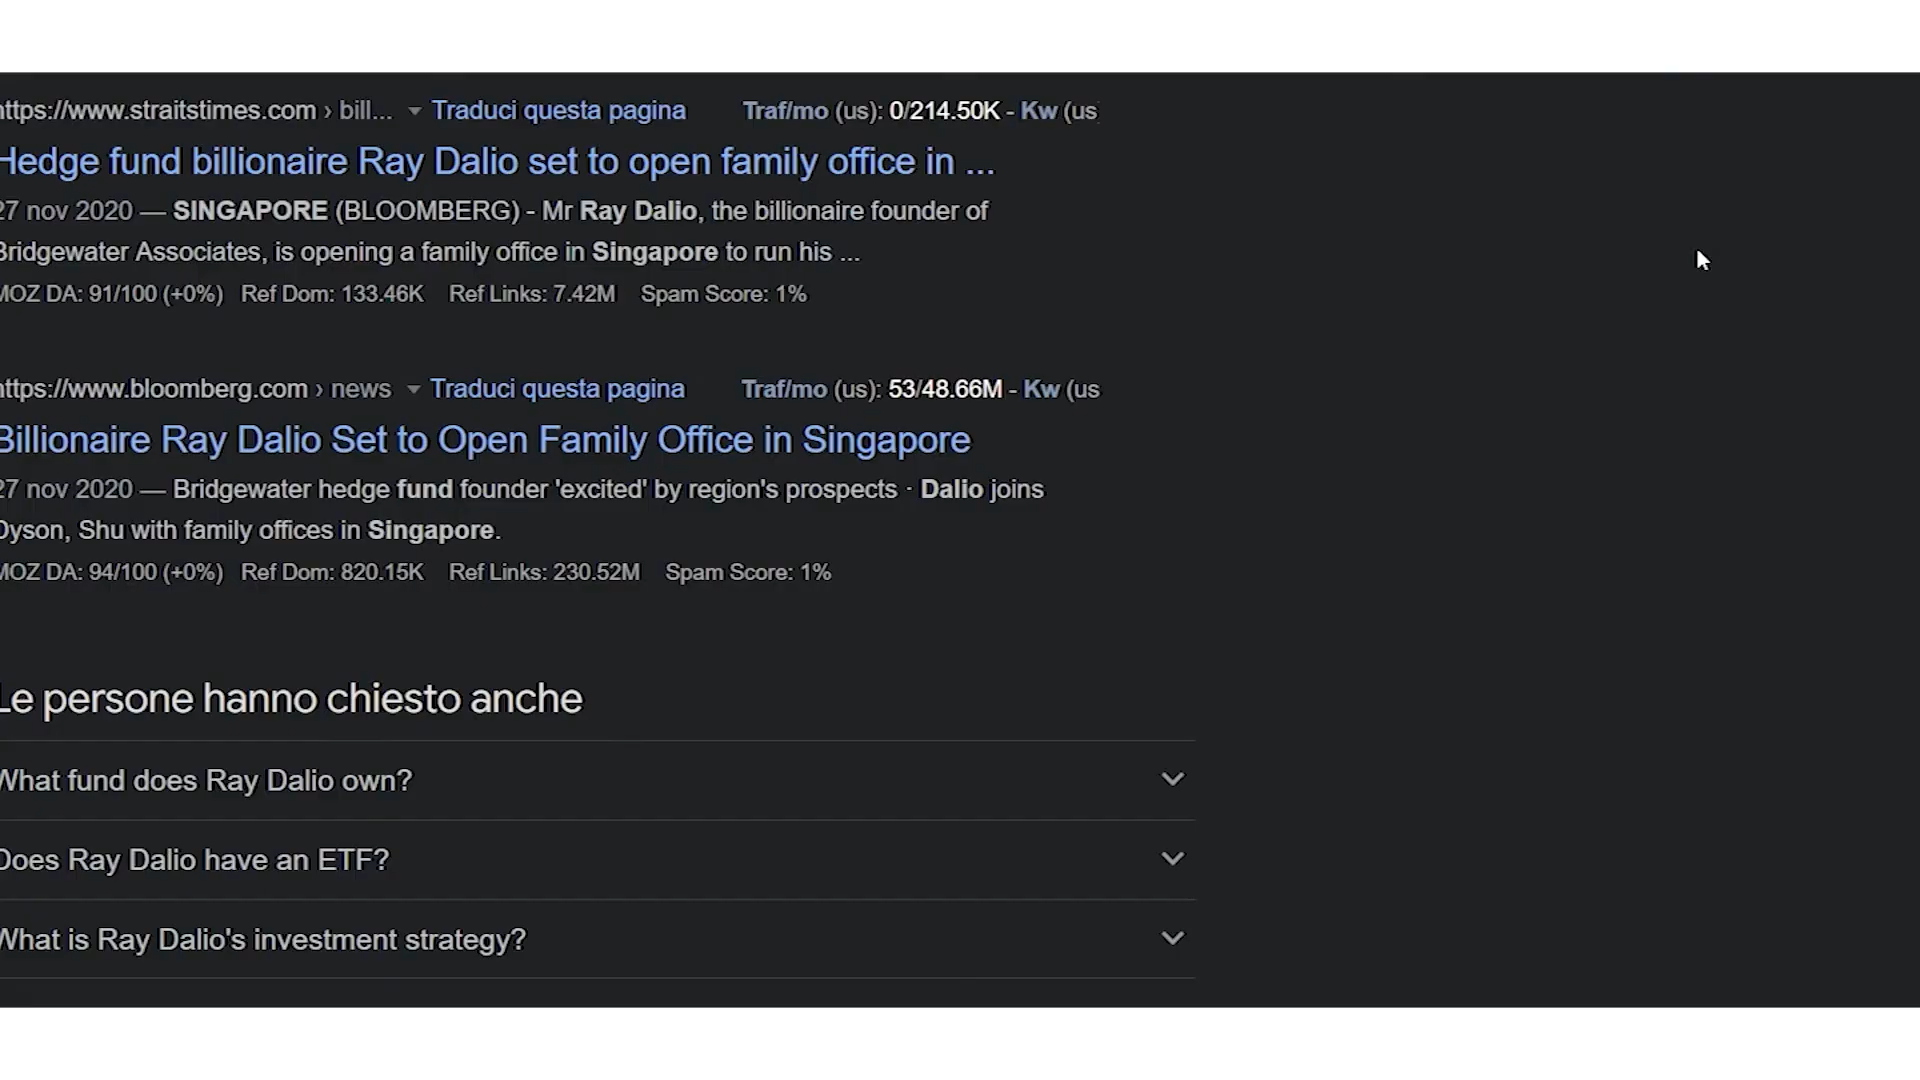 ttps://www.straitstimes.com › bill... Traduci questa pagina Traf/mo (us): 0/214.50K - Kw (us
Hedge fund billionaire Ray Dalio set to open family office in ...
27 nov 2020 — SINGAPORE (BLOOMBERG) - Mr Ray Dalio, the billionaire founder of
Bridgewater Associates, is opening a family office in Singapore to run his ...
MOZ DA: 91/100 (+0%) Ref Dom: 133.46K Ref Links: 7.42M Spam Score: 1%
ttps://www.bloomberg.com › news Traduci questa pagina Traf/mo (us): 53/48.66M - Kw (us
Billionaire Ray Dalio Set to Open Family Office in Singapore
27 nov 2020 — Bridgewater hedge fund founder 'excited' by region's prospects · Dalio joins
Dyson, Shu with family offices in Singapore.
MOZ DA: 94/100 (+0%) Ref Dom: 820.15K Ref Links: 230.52M Spam Score: 1%
Le persone hanno chiesto anche
What fund does Ray Dalio own?
Does Ray Dalio have an ETF?
What is Ray Dalio's investment strategy?